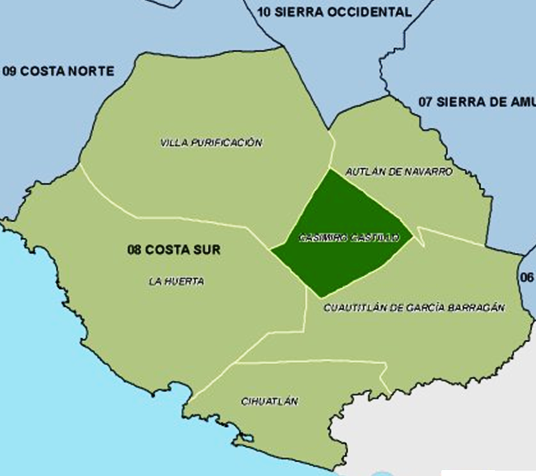 10 SIERRA OCCIDENTAL
09 COSTA NORTE
07 SIERRA DE AMU
VILLA PURIFICACIÓN
AUTLÁN DE NAVARRO
CASIMIRO CASTILLO
08 COSTA SUR
LA HUERTA
06
CUAUTITLÁN DE GARCÍA BARRAGÁN
CIHUATLÁN